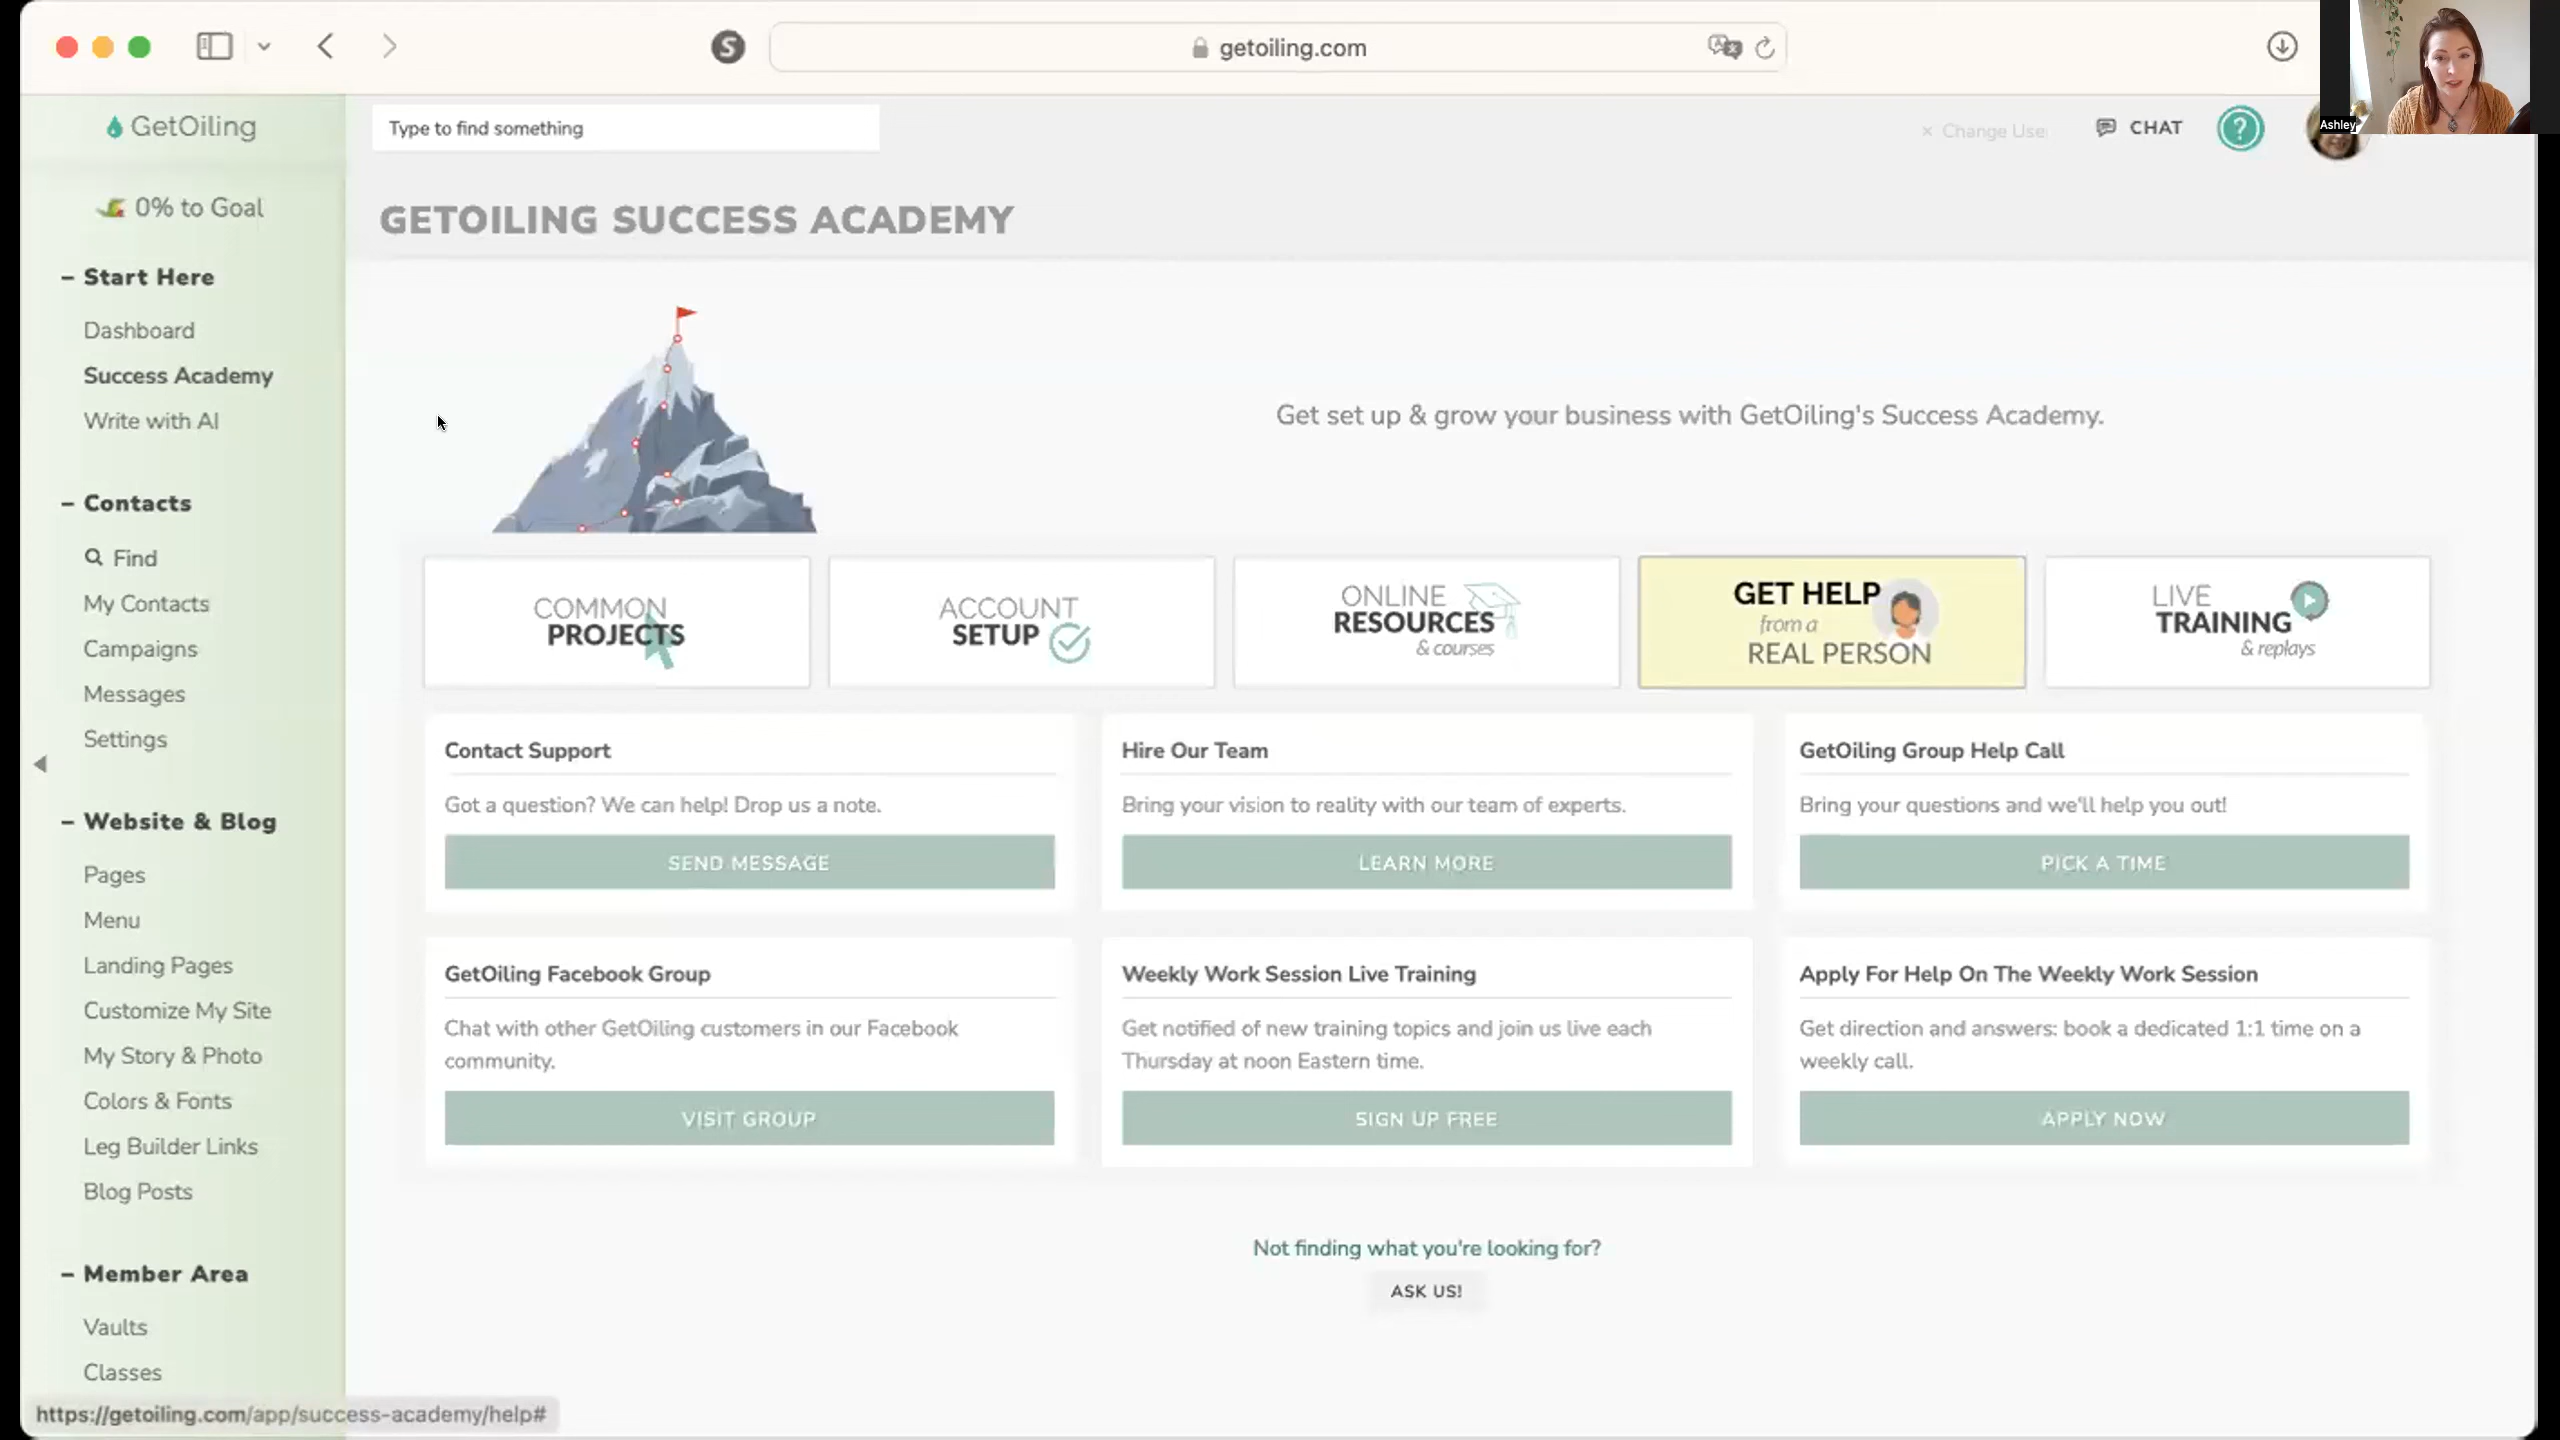 getoiling.com
Ashley
GetOiling
0% to Goal
– Start Here
Dashboard
Success Academy
Write with AI
– Contacts
Find
My Contacts
Campaigns
Messages
Settings
– Website & Blog
Pages
Menu
Landing Pages
Customize My Site
My Story & Photo
Colors & Fonts
Leg Builder Links
Blog Posts
– Member Area
Vaults
Classes
https://getoiling.com/app/success-academy/help#
Type to find something
× Change Use
CHAT
?
GETOILING SUCCESS ACADEMY
Get set up & grow your business with GetOiling's Success Academy.
COMMON
PROJECTS
ACCOUNT
SETUP
ONLINE
RESOURCES
& courses
GET HELP
from a
REAL PERSON
LIVE
TRAINING
& replays
Contact Support
Got a question? We can help! Drop us a note.
SEND MESSAGE
Hire Our Team
Bring your vision to reality with our team of experts.
LEARN MORE
GetOiling Group Help Call
Bring your questions and we'll help you out!
PICK A TIME
GetOiling Facebook Group
Chat with other GetOiling customers in our Facebook
community.
VISIT GROUP
Weekly Work Session Live Training
Get notified of new training topics and join us live each
Thursday at noon Eastern time.
SIGN UP FREE
Apply For Help On The Weekly Work Session
Get direction and answers: book a dedicated 1:1 time on a
weekly call.
APPLY NOW
Not finding what you're looking for?
ASK US!